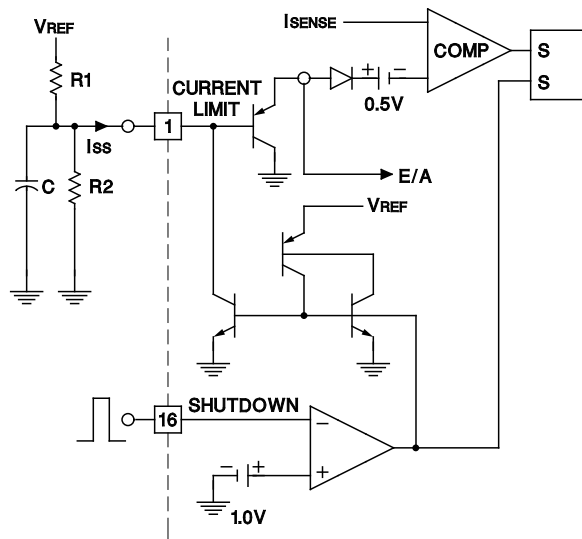 VREF
ISENSE
R1
CURRENT
LIMIT
+
−
0.5V
COMP
S
S
1
ISS
C
R2
E/A
VREF
16
SHUTDOWN
−
+
−
+
1.0V